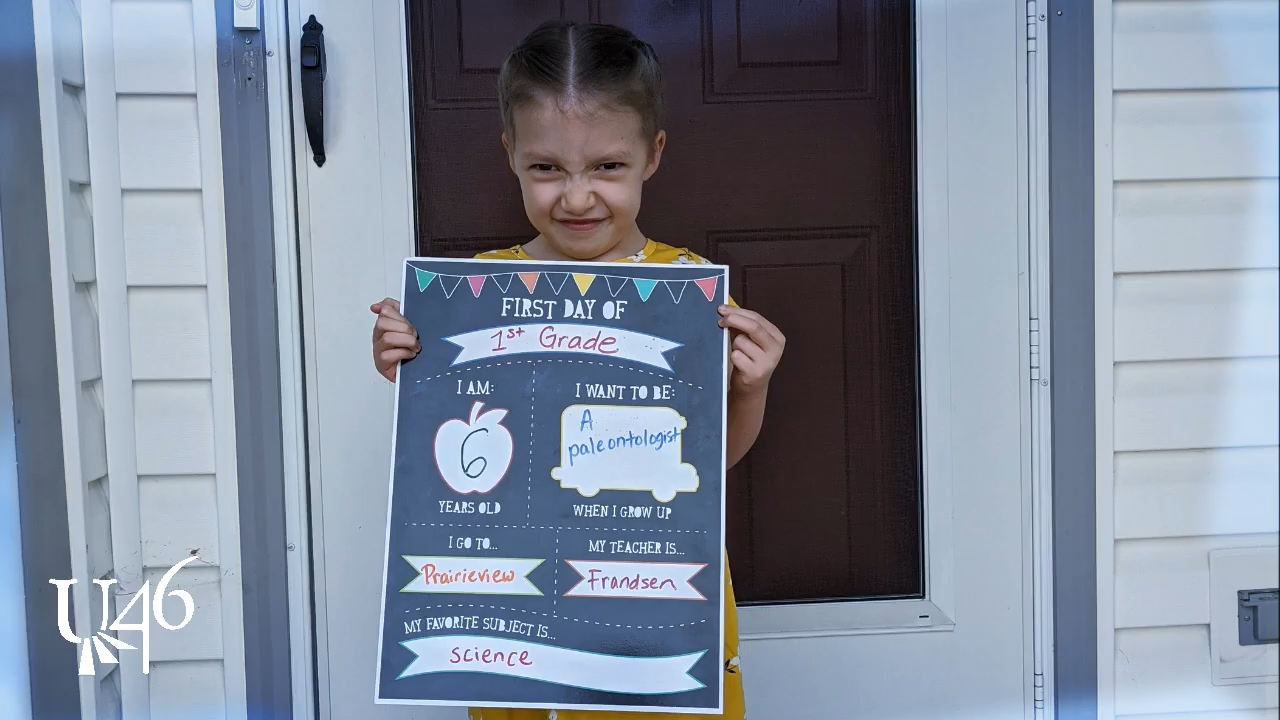 FIRST DAY OF
1st Grade
I AM:
6
YEARS OLD
I WANT TO BE:
A
paleontologist
WHEN I GROW UP
I GO TO...
Prairieview
MY TEACHER IS...
Frandsen
MY FAVORITE SUBJECT IS...
science
U46